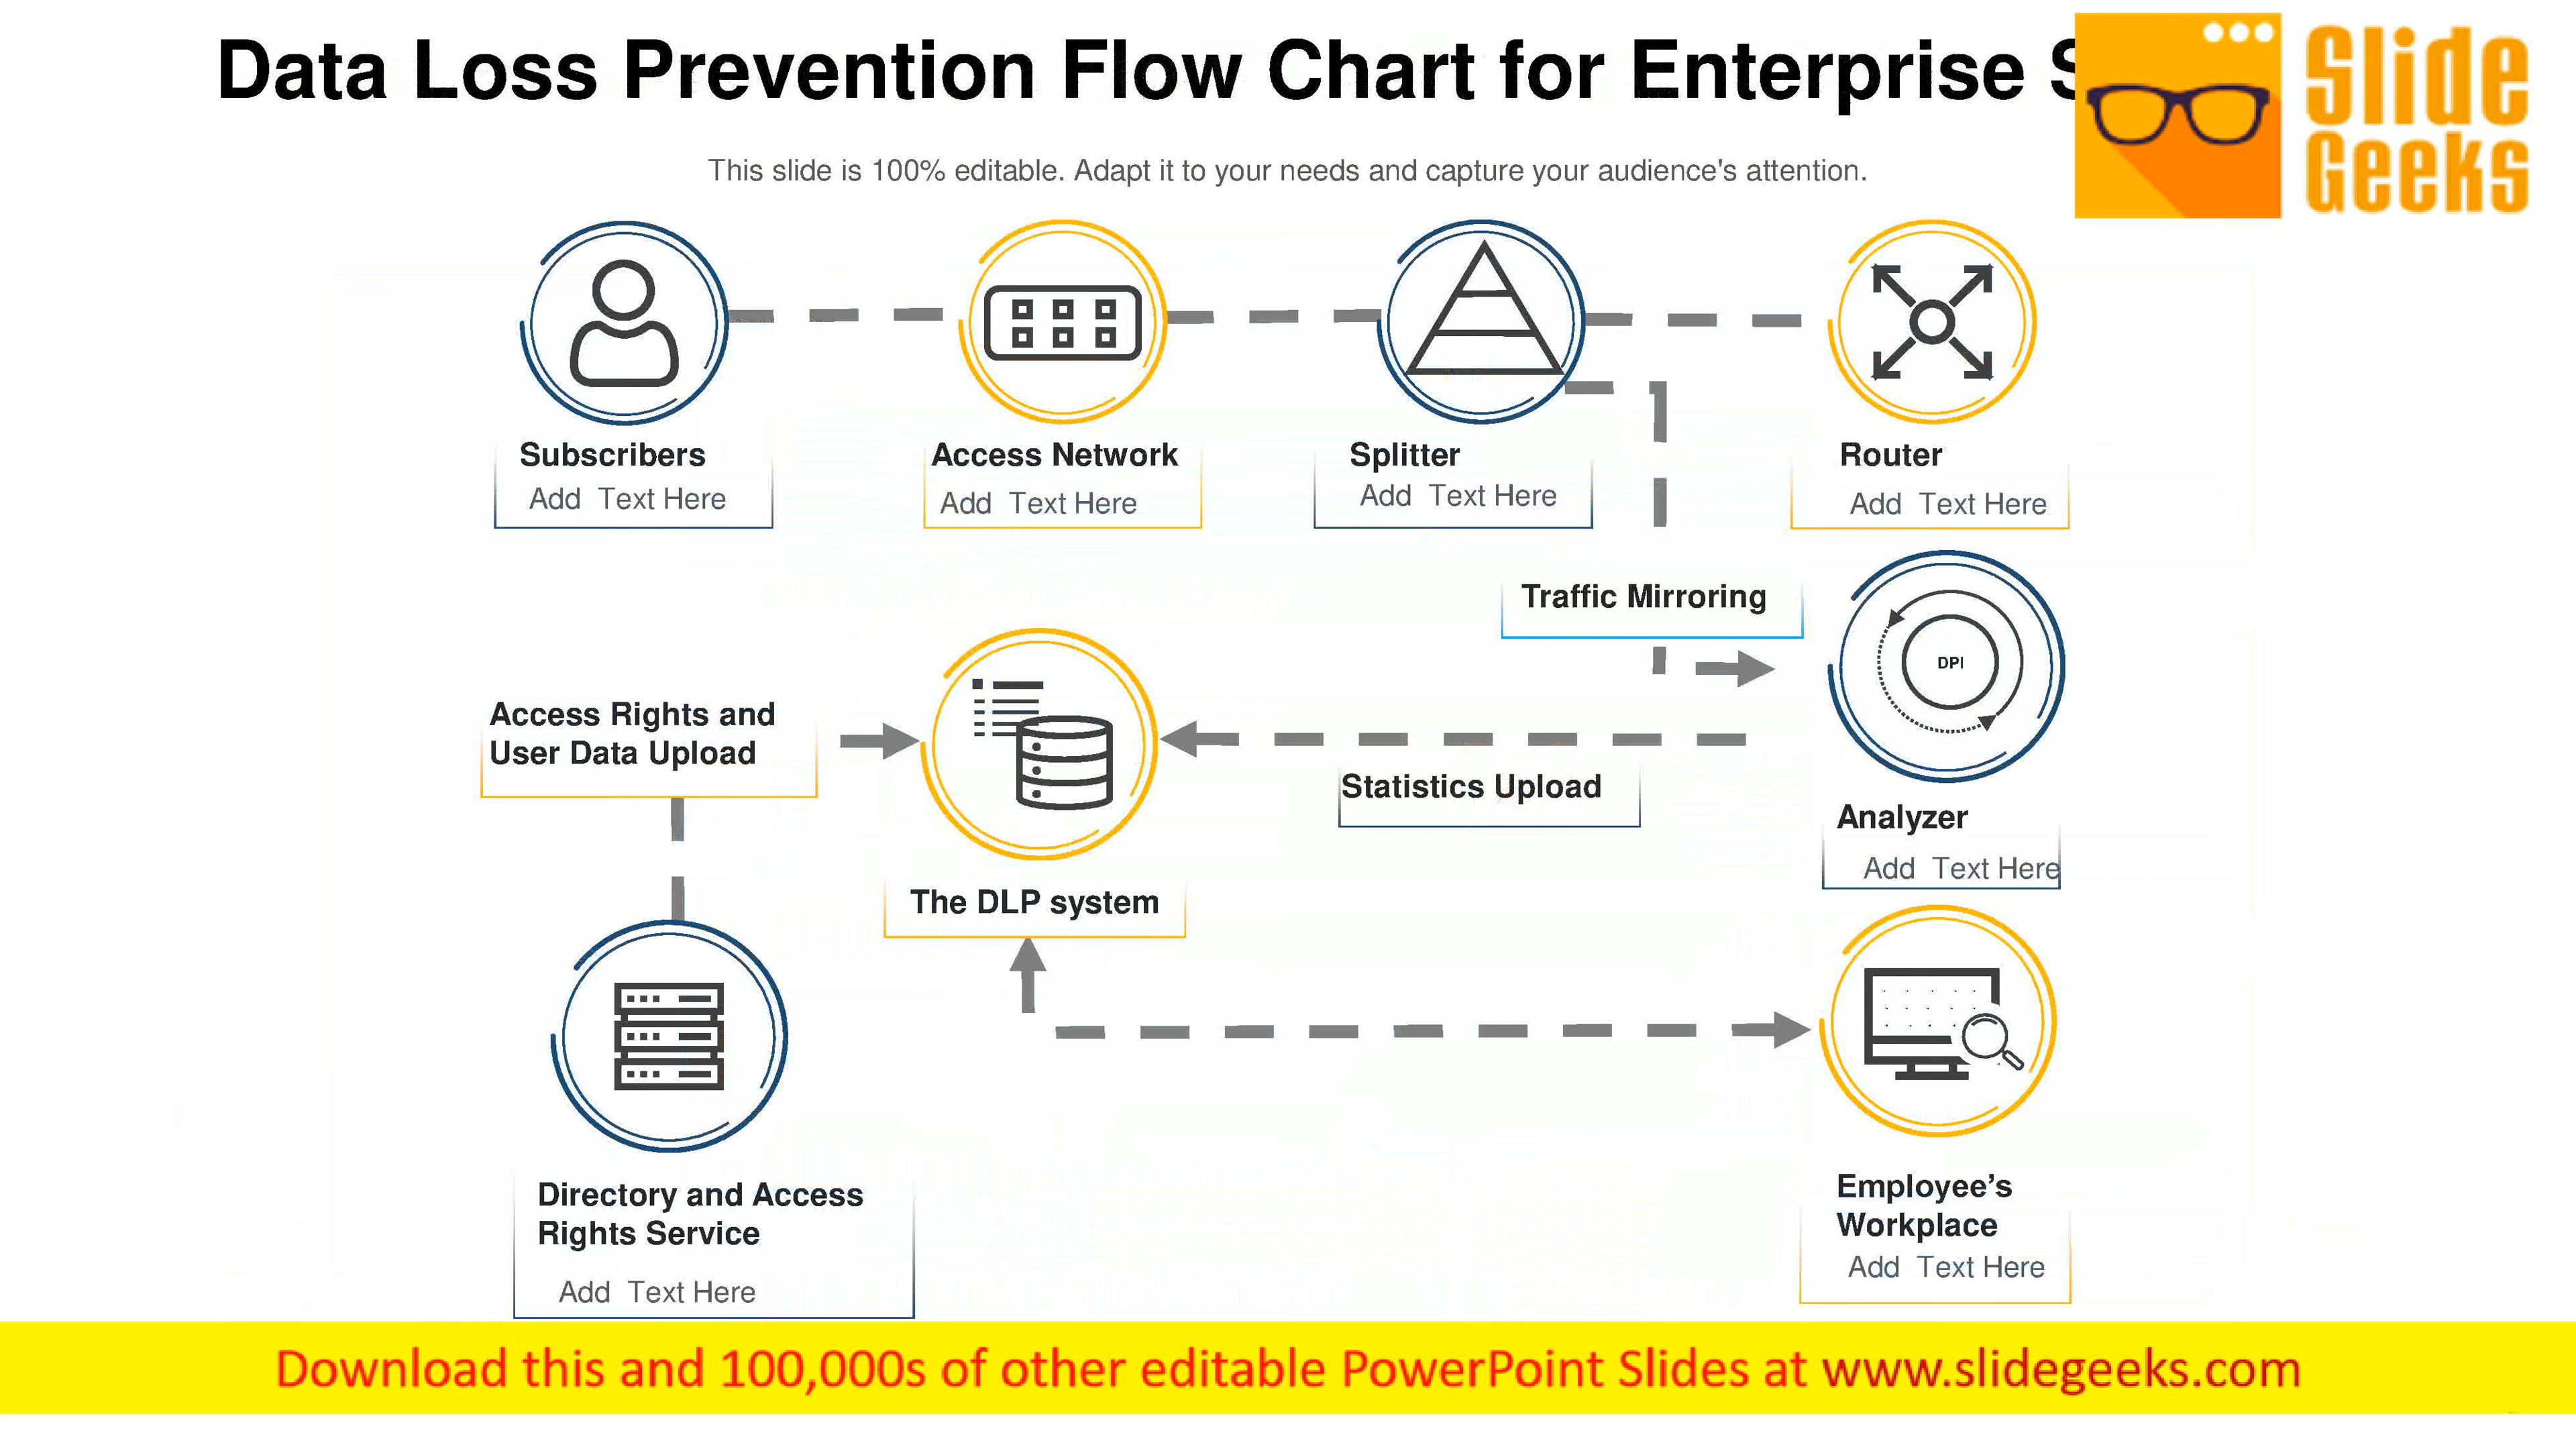 Data Loss Prevention Flow Chart for Enterprise
Slide
Geeks
This slide is 100% editable. Adapt it to your needs and capture your audience's attention.
Subscribers
Add Text Here
Access Network
Add Text Here
Splitter
Add Text Here
Router
Add Text Here
Traffic Mirroring
DPI
Access Rights and
User Data Upload
Statistics Upload
Analyzer
Add Text Here
The DLP system
Directory and Access
Rights Service
Add Text Here
Employee’s
Workplace
Add Text Here
Download this and 100,000s of other editable PowerPoint Slides at www.slidegeeks.com